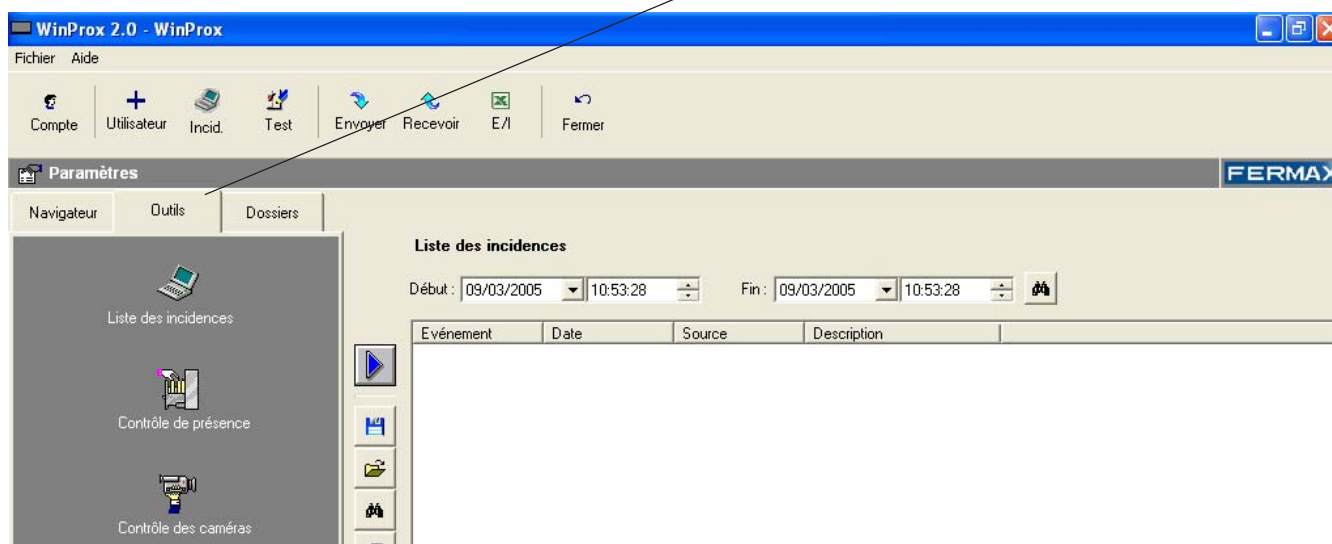 WinProx 2.0 - WinProx
Fichier Aide
Compte Utilisateur Incid. Test Envoyer Recevoir E/I Fermer
Paramètres FERMAX
Navigateur Outils Dossiers
Liste des incidences
Début : 09/03/2005 10:53:28 Fin : 09/03/2005 10:53:28
Liste des incidences
Evénement Date Source Description
Contrôle de présence
Contrôle des caméras